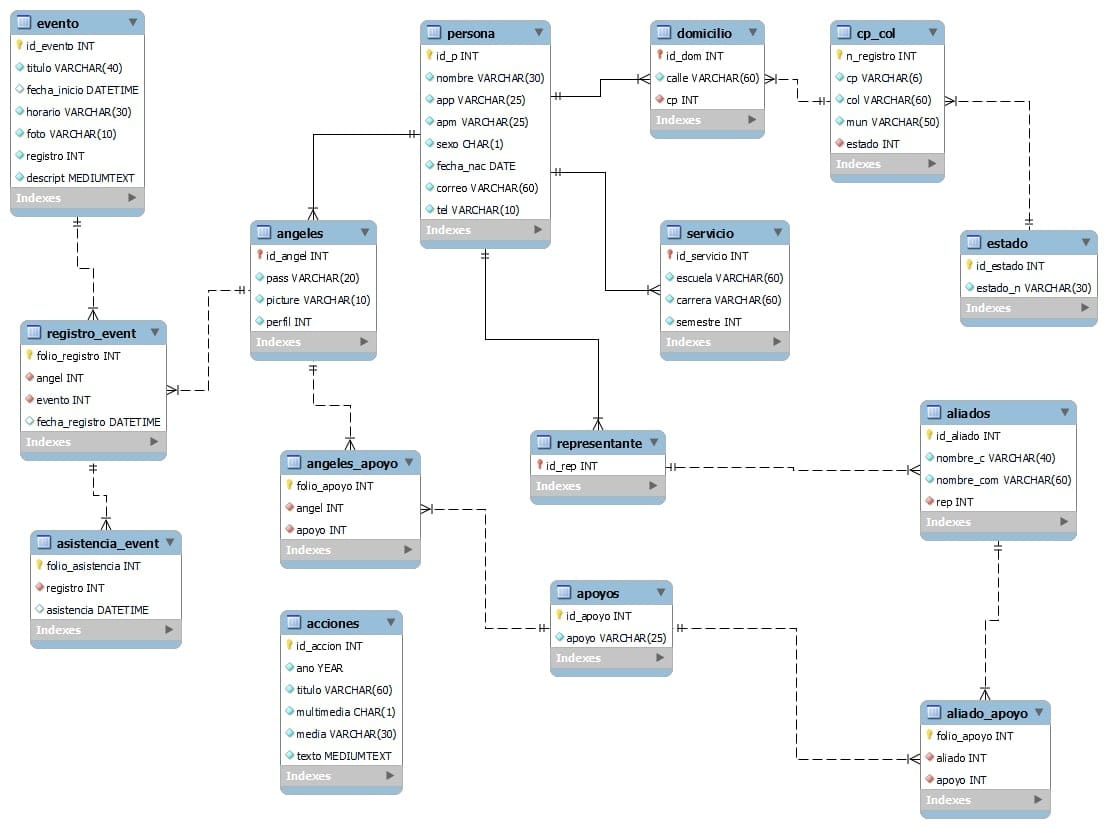 evento
id_evento INT
titulo VARCHAR(40)
fecha_inicio DATETIME
horario VARCHAR(30)
foto VARCHAR(10)
registro INT
descript MEDIUMTEXT
Indexes
persona
id_p INT
nombre VARCHAR(30)
app VARCHAR(25)
apm VARCHAR(25)
sexo CHAR(1)
fecha_nac DATE
correo VARCHAR(60)
tel VARCHAR(10)
Indexes
domicilio
id_dom INT
calle VARCHAR(60)
cp INT
Indexes
cp_col
n_registro INT
cp VARCHAR(6)
col VARCHAR(60)
mun VARCHAR(50)
estado INT
Indexes
angeles
id_angel INT
pass VARCHAR(20)
picture VARCHAR(10)
perfil INT
Indexes
servicio
id_servicio INT
escuela VARCHAR(60)
carrera VARCHAR(60)
semestre INT
Indexes
estado
id_estado INT
estado_n VARCHAR(30)
Indexes
registro_event
folio_registro INT
angel INT
evento INT
fecha_registro DATETIME
Indexes
angeles_apoyo
folio_apoyo INT
angel INT
apoyo INT
Indexes
representante
id_rep INT
Indexes
aliados
id_aliado INT
nombre_c VARCHAR(40)
nombre_com VARCHAR(60)
rep INT
Indexes
asistencia_event
folio_asistencia INT
registro INT
asistencia DATETIME
Indexes
acciones
id_accion INT
ano YEAR
titulo VARCHAR(60)
multimedia CHAR(1)
media VARCHAR(30)
texto MEDIUMTEXT
Indexes
apoyos
id_apoyo INT
apoyo VARCHAR(25)
Indexes
aliado_apoyo
folio_apoyo INT
aliado INT
apoyo INT
Indexes